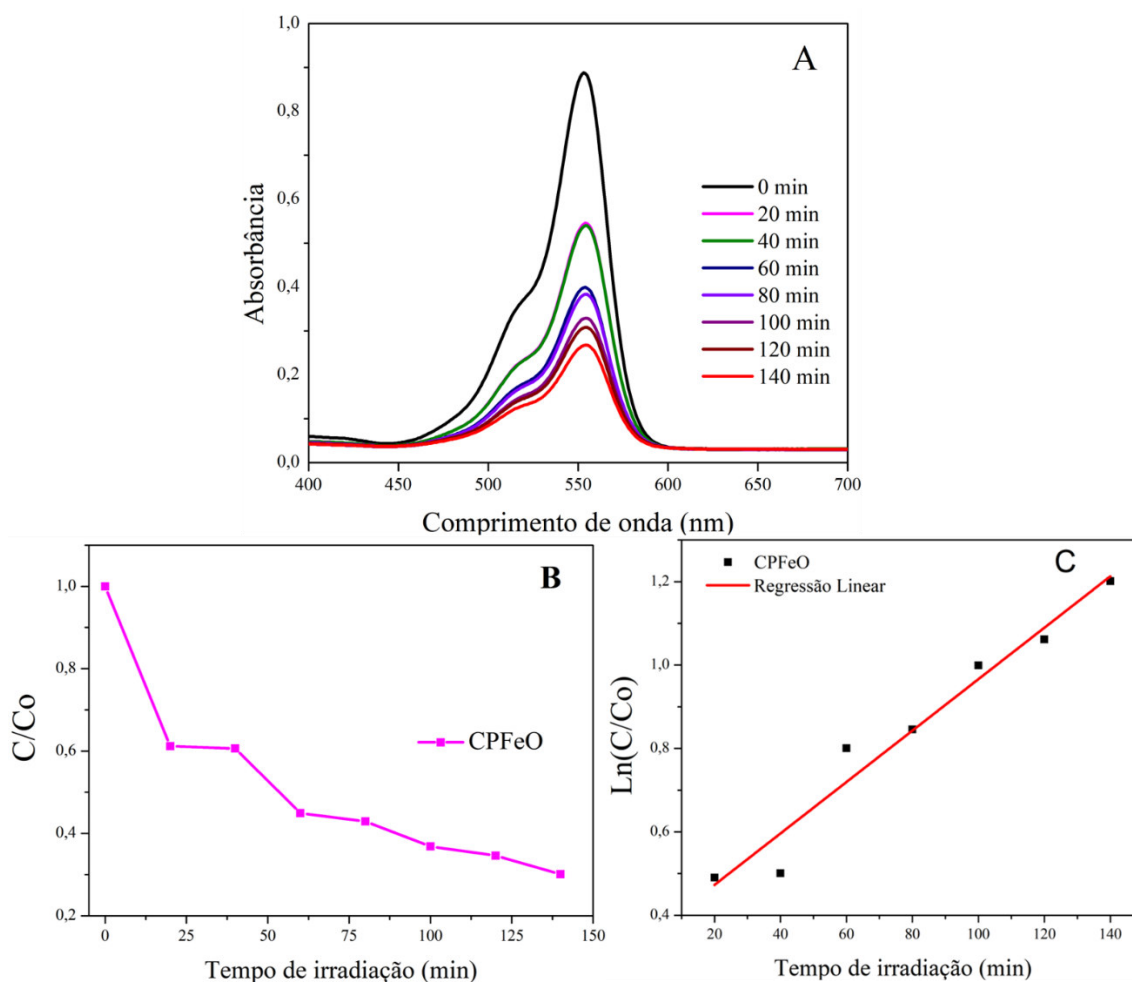 A
1,0
0,8
0,6
0,4
0,2
0,0
Absorbância
0 min
20 min
40 min
60 min
80 min
100 min
120 min
140 min
400 450 500 550 600 650 700
Comprimento de onda (nm)
B
1,0
0,8
0,6
0,4
0,2
C/Co
CPFeO
0 25 50 75 100 125 150
Tempo de irradiação (min)
C
CPFeO
Regressão Linear
1,2
1,0
0,8
0,6
0,4
Ln(C/Co)
20 40 60 80 100 120 140
Tempo de irradiação (min)